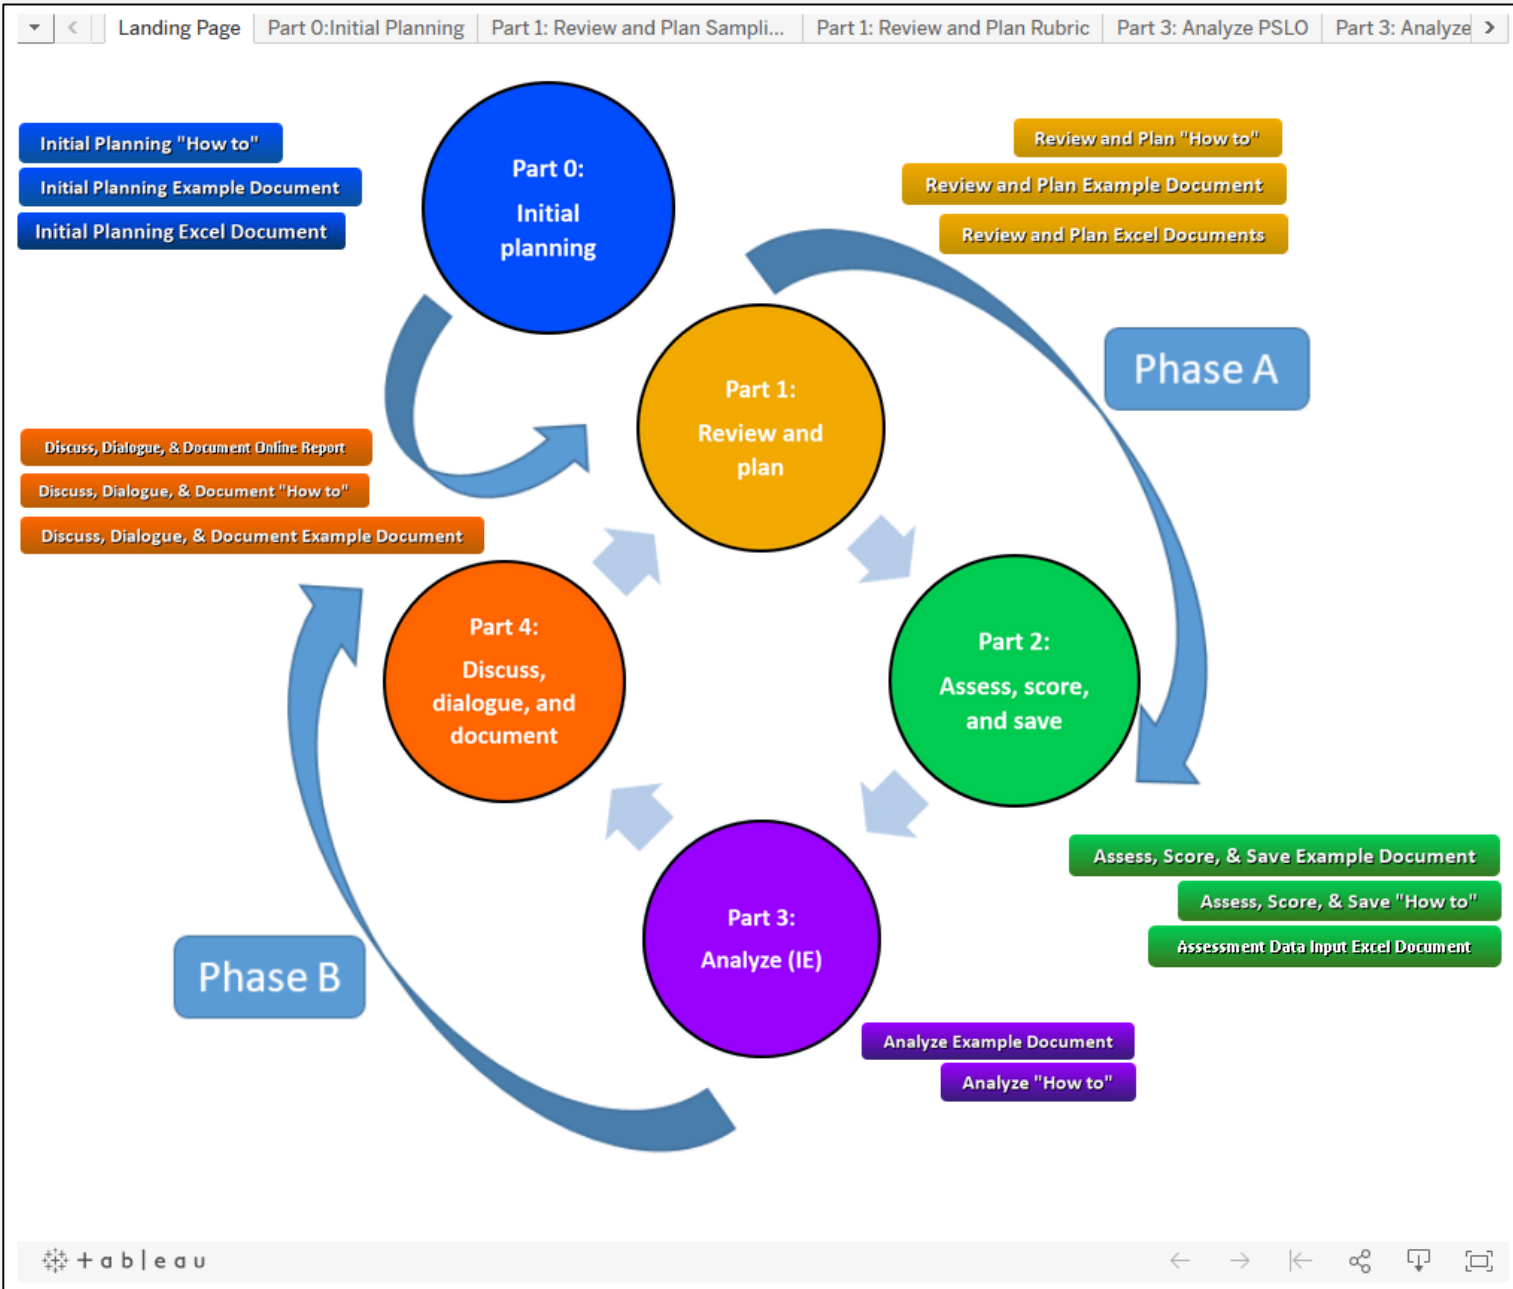 Landing Page
Part 0:Initial Planning
Part 1: Review and Plan Sampli...
Part 1: Review and Plan Rubric
Part 3: Analyze PSLO
Part 3: Analyze
Initial Planning "How to"
Initial Planning Example Document
Initial Planning Excel Document
Part 0:
Initial
planning
Review and Plan "How to"
Review and Plan Example Document
Review and Plan Excel Documents
Phase A
Part 1:
Review and
plan
Discuss, Dialogue, & Document Online Report
Discuss, Dialogue, & Document "How to"
Discuss, Dialogue, & Document Example Document
Part 4:
Discuss,
dialogue, and
document
Part 2:
Assess, score,
and save
Assess, Score, & Save Example Document
Assess, Score, & Save "How to"
Assessment Data Input Excel Document
Part 3:
Analyze (IE)
Phase B
Analyze Example Document
Analyze "How to"
+ableau